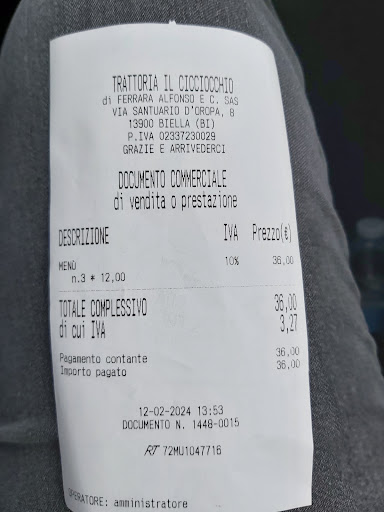 TRATTORIA IL CICCIOCCHIO
di FERRARA ALFONSO E C. SAS
VIA SANTUARIO D'OROPA, 8
13900 BIELLA (BI)
P.IVA 02337230029
GRAZIE E ARRIVEDERCI
DOCUMENTO COMMERCIALE
di vendita o prestazione
DESCRIZIONE IVA Prezzo(€)
MENÙ 10% 36,00
n.3 * 12,00
TOTALE COMPLESSIVO 36,00
di cui IVA 3,27
Pagamento contante 36,00
Importo pagato 36,00
12-02-2024 13:53
DOCUMENTO N. 1448-0015
RT 72MU1047716
OPERATORE: amministratore